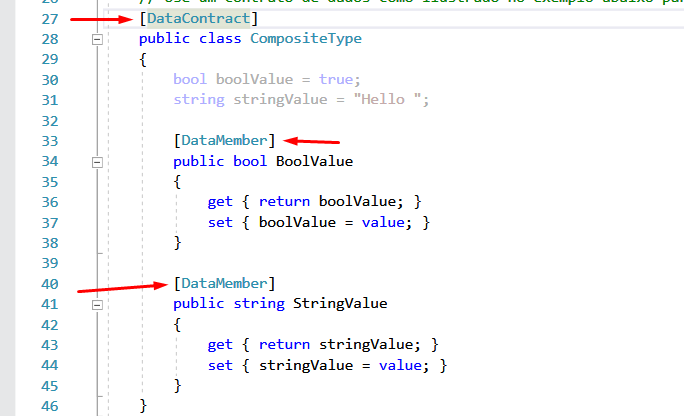 26 // Use um contrato de dados como ilustrado no exemplo abaixo
27 [DataContract]
28 public class CompositeType
29 {
30 bool boolValue = true;
31 string stringValue = "Hello ";
32
33 [DataMember]
34 public bool BoolValue
35 {
36 get { return boolValue; }
37 set { boolValue = value; }
38 }
39
40 [DataMember]
41 public string StringValue
42 {
43 get { return stringValue; }
44 set { stringValue = value; }
45 }
46 }